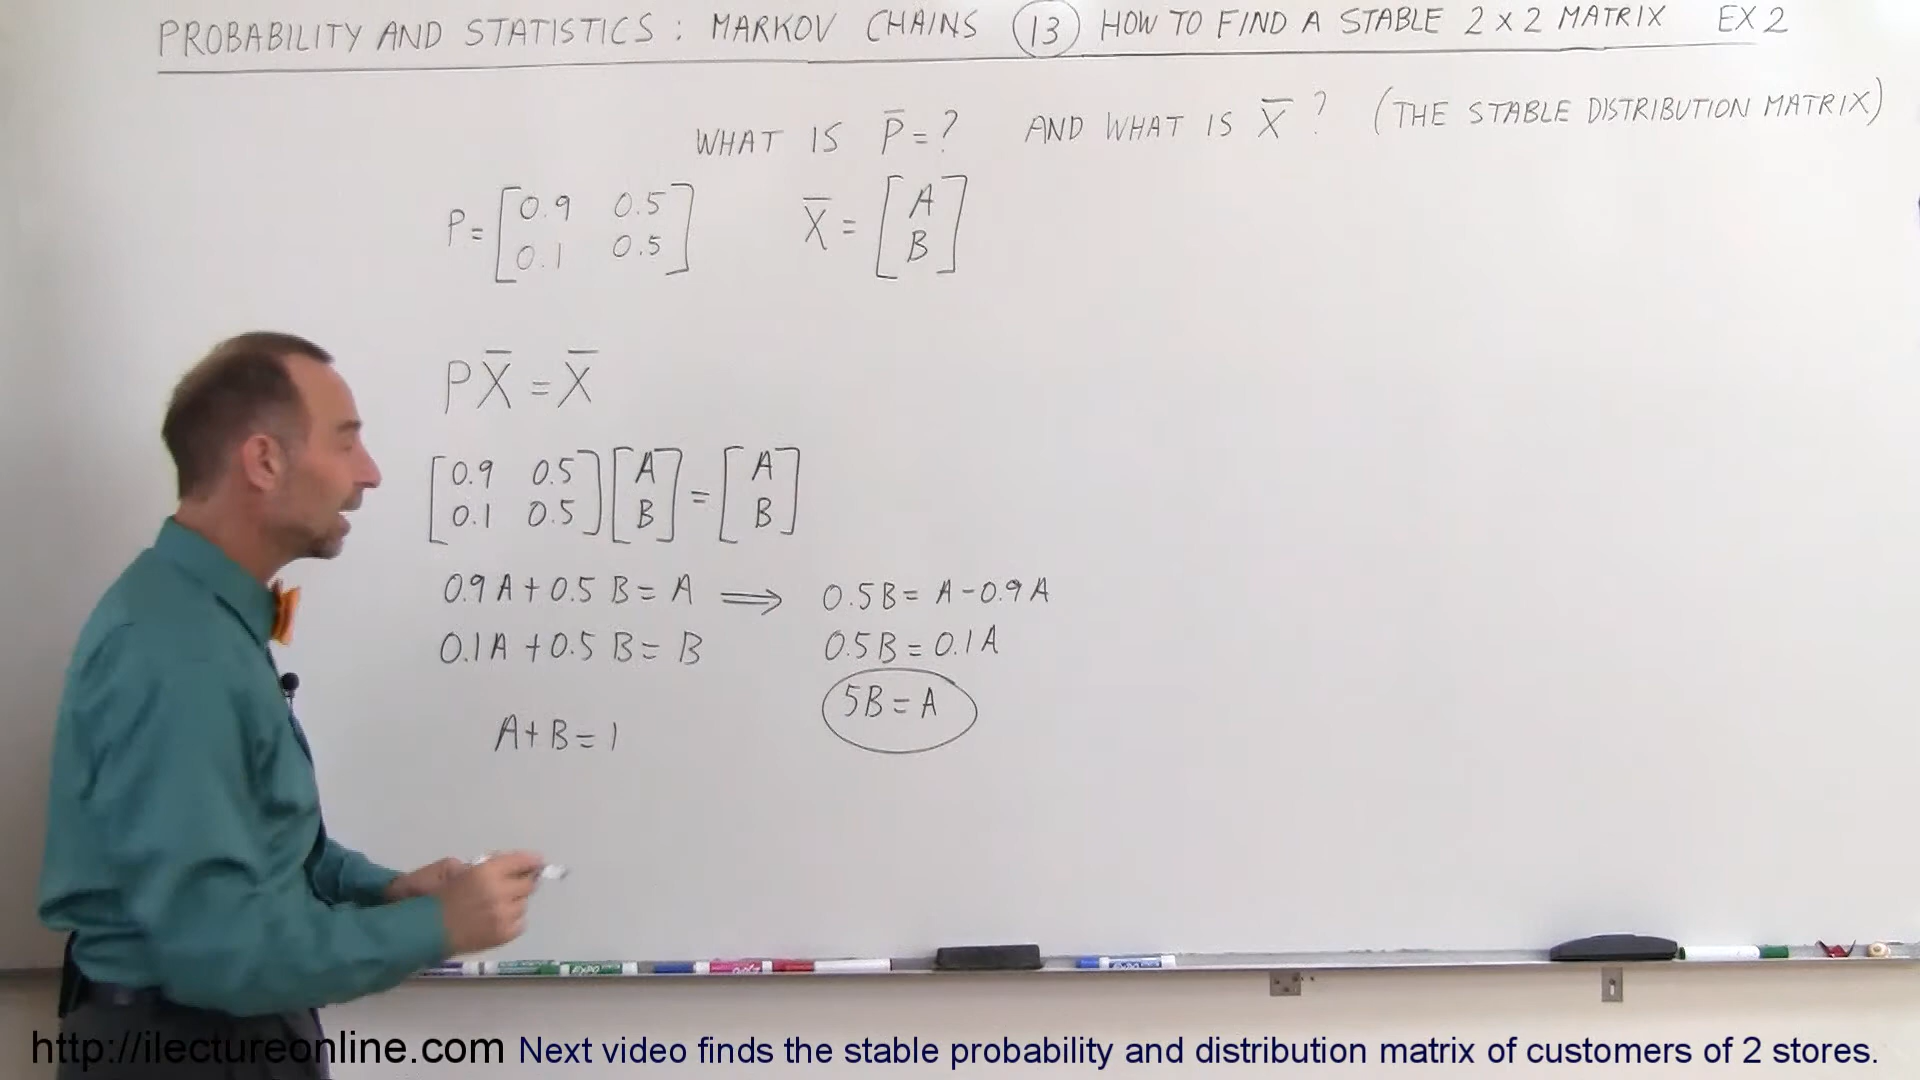 PROBABILITY AND STATISTICS : MARKOV CHAINS 13 HOW TO FIND A STABLE 2 x 2 MATRIX EX 2
WHAT IS P̅ = ? AND WHAT IS X̅ ? (THE STABLE DISTRIBUTION MATRIX)
P = [0.9 0.5 X̅ = [A
0.1 0.5] B]
PX̅ = X̅
[0.9 0.5] [A] = [A]
[0.1 0.5] [B] [B]
0.9A + 0.5B = A ⟹ 0.5B = A - 0.9A
0.1A + 0.5B = B 0.5B = 0.1A
5B = A
A + B = 1
EXPO
EXPO
http://ilectureonline.com Next video finds the stable probability and distribution matrix of customers of 2 stores.